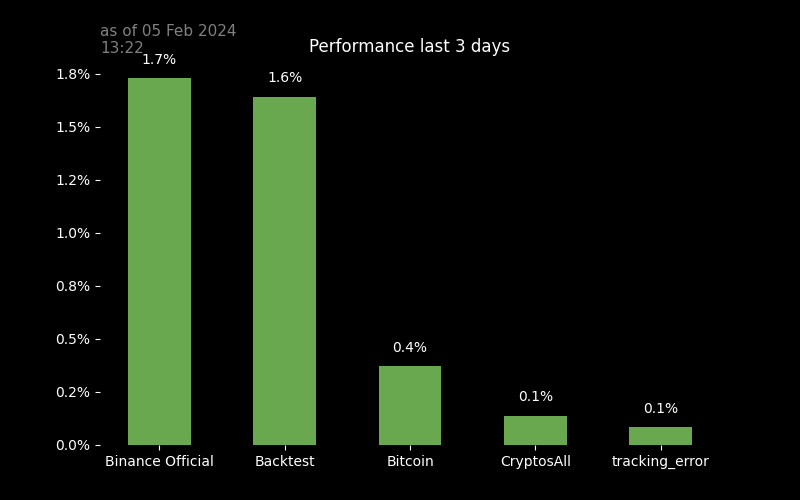 as of 05 Feb 2024
13:22
Performance last 3 days
1.7%
1.6%
0.4%
0.1%
0.1%
1.8%
1.5%
1.2%
1.0%
0.8%
0.5%
0.2%
0.0%
Binance Official
Backtest
Bitcoin
CryptosAll
tracking_error